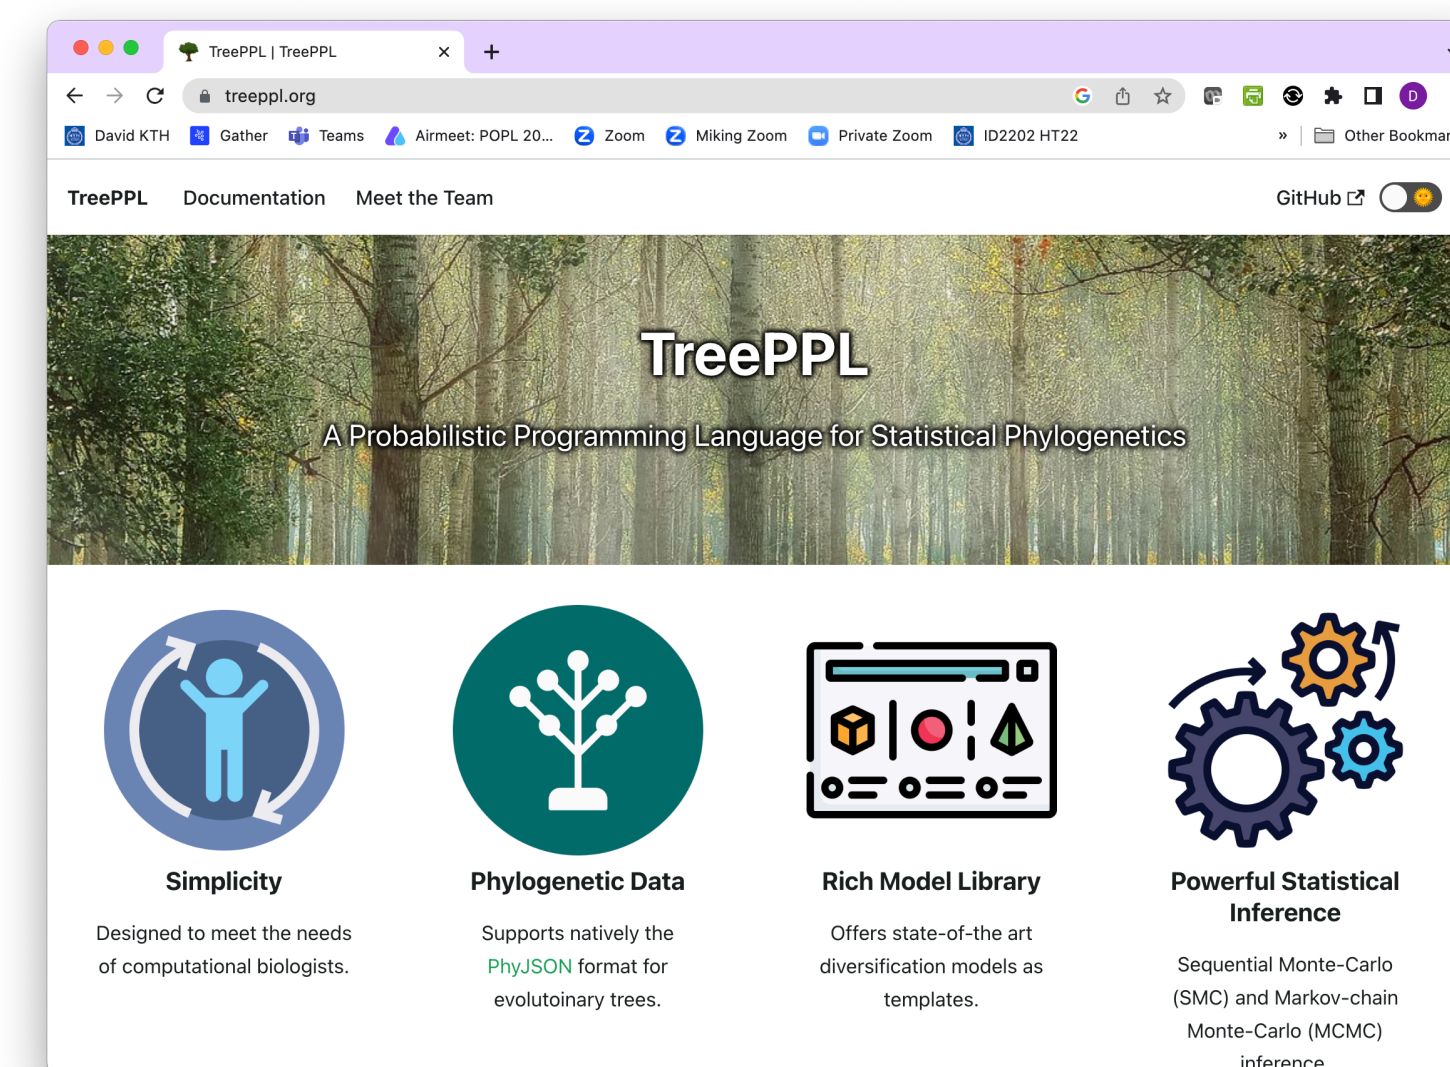 TreePPL | TreePPL
treeppl.org
David KTH Gather Teams Airmeet: POPL 20... Zoom Miking Zoom Private Zoom ID2202 HT22 » Other Bookmar
TreePPL Documentation Meet the Team GitHub
TreePPL
A Probabilistic Programming Language for Statistical Phylogenetics
Simplicity
Designed to meet the needs
of computational biologists.
Phylogenetic Data
Supports natively the
PhyJSON format for
evolutoinary trees.
Rich Model Library
Offers state-of-the art
diversification models as
templates.
Powerful Statistical
Inference
Sequential Monte-Carlo
(SMC) and Markov-chain
Monte-Carlo (MCMC)
inference